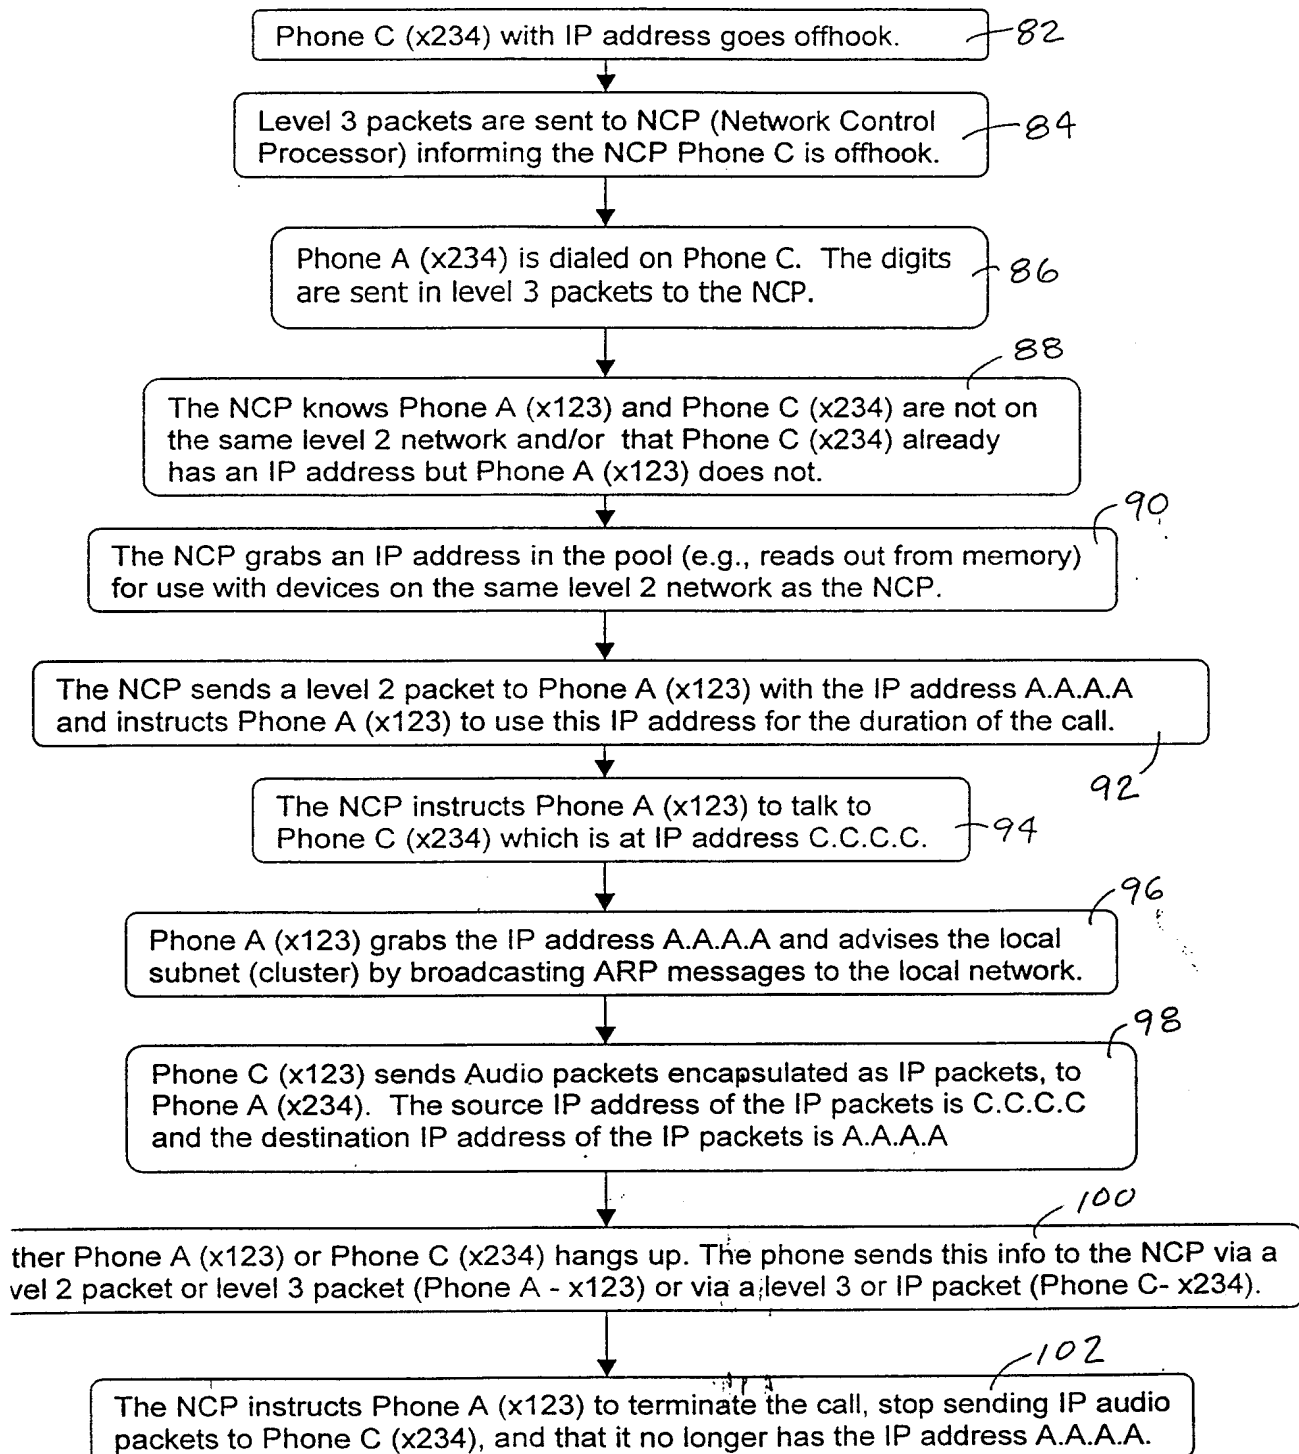 Phone C (x234) with IP address goes offhook.
82
Level 3 packets are sent to NCP (Network Control
Processor) informing the NCP Phone C is offhook.
84
Phone A (x234) is dialed on Phone C. The digits
are sent in level 3 packets to the NCP.
86
88
The NCP knows Phone A (x123) and Phone C (x234) are not on
the same level 2 network and/or that Phone C (x234) already
has an IP address but Phone A (x123) does not.
90
The NCP grabs an IP address in the pool (e.g., reads out from memory)
for use with devices on the same level 2 network as the NCP.
The NCP sends a level 2 packet to Phone A (x123) with the IP address A.A.A.A
and instructs Phone A (x123) to use this IP address for the duration of the call.
92
The NCP instructs Phone A (x123) to talk to
Phone C (x234) which is at IP address C.C.C.C.
94
96
Phone A (x123) grabs the IP address A.A.A.A and advises the local
subnet (cluster) by broadcasting ARP messages to the local network.
98
Phone C (x123) sends Audio packets encapsulated as IP packets, to
Phone A (x234). The source IP address of the IP packets is C.C.C.C
and the destination IP address of the IP packets is A.A.A.A
100
ther Phone A (x123) or Phone C (x234) hangs up. The phone sends this info to the NCP via a
vel 2 packet or level 3 packet (Phone A - x123) or via a level 3 or IP packet (Phone C- x234).
102
The NCP instructs Phone A (x123) to terminate the call, stop sending IP audio
packets to Phone C (x234), and that it no longer has the IP address A.A.A.A.